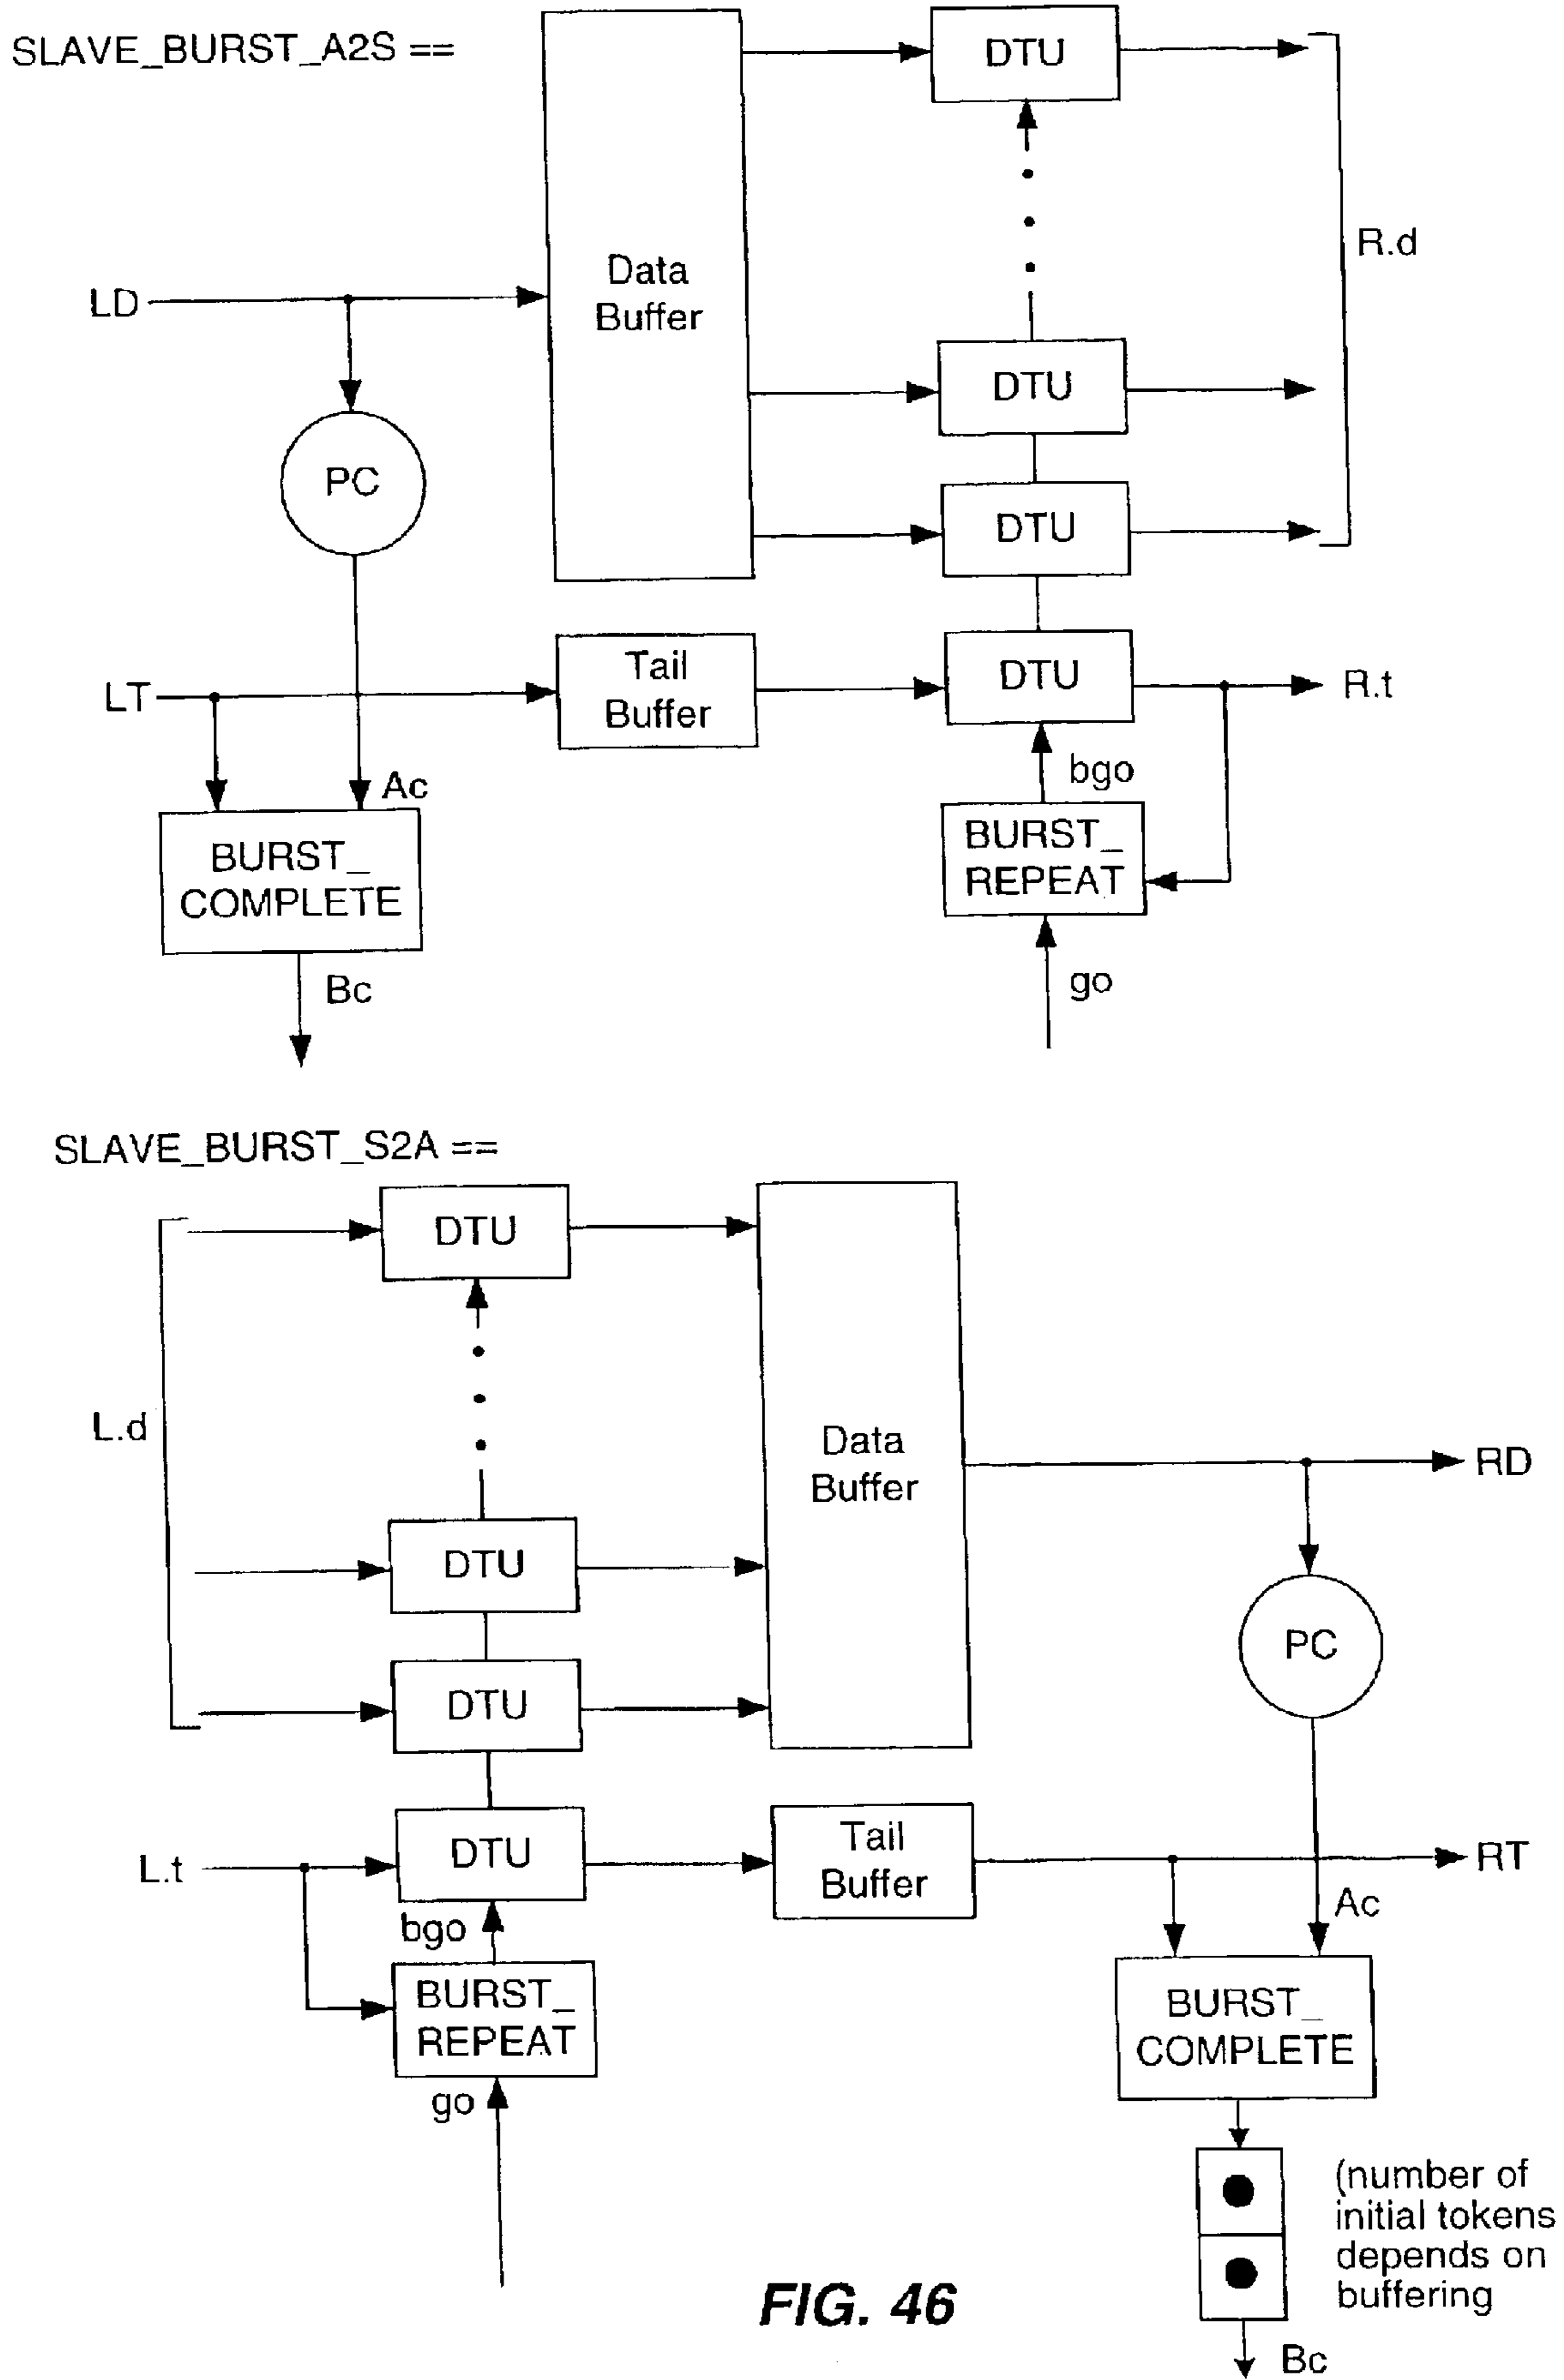 SLAVE_BURST_A2S ==
DTU
R.d
Data
Buffer
LD
DTU
PC
DTU
Tail
Buffer
DTU
LT
R.t
Ac
bgo
BURST_
COMPLETE
BURST_
REPEAT
Bc
go
SLAVE_BURST_S2A ==
DTU
L.d
Data
Buffer
RD
DTU
PC
DTU
Tail
Buffer
DTU
L.t
RT
Ac
bgo
BURST_
REPEAT
BURST_
COMPLETE
go
(number of
initial tokens
depends on
buffering
FIG. 46
Bc